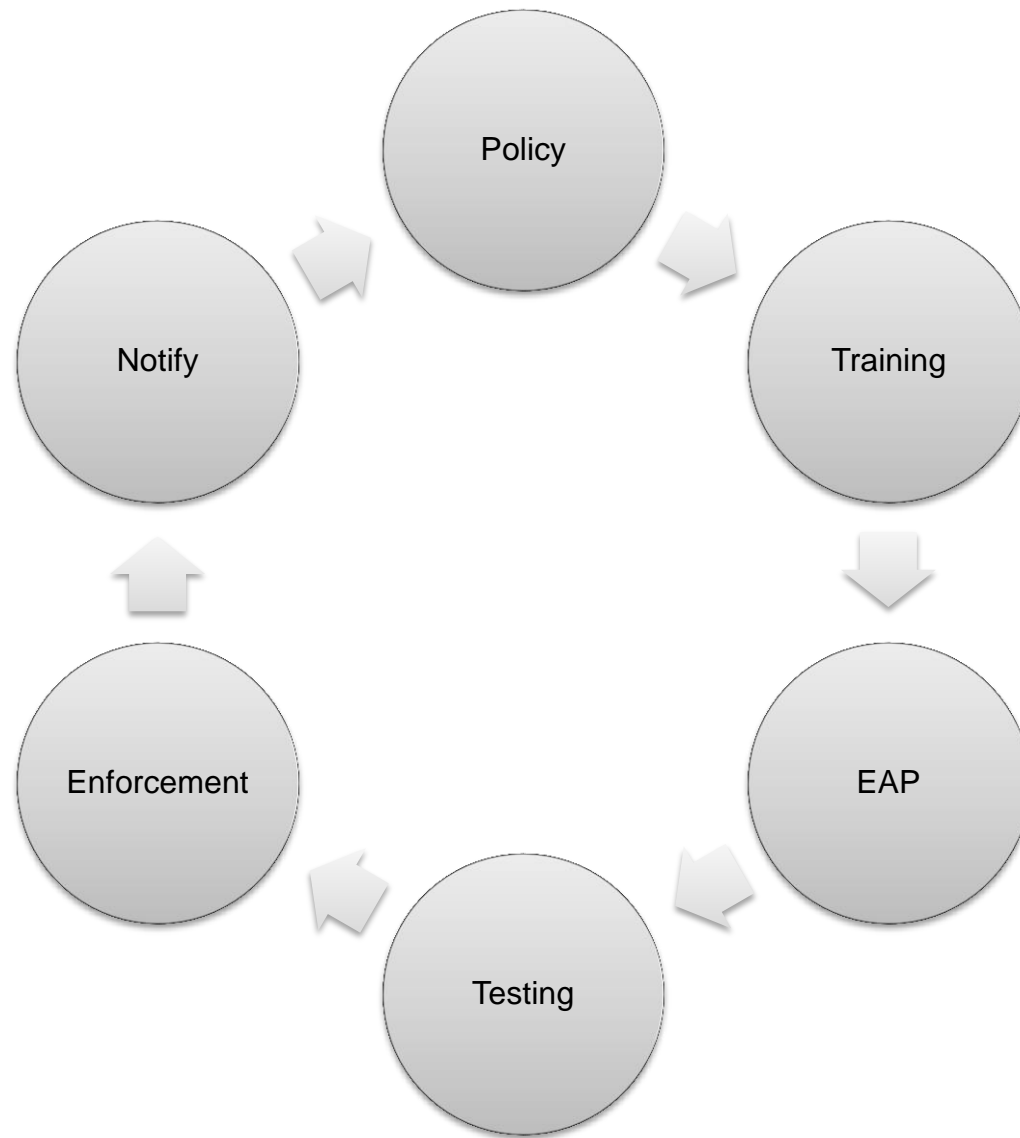 Policy
Training
EAP
Testing
Enforcement
Notify